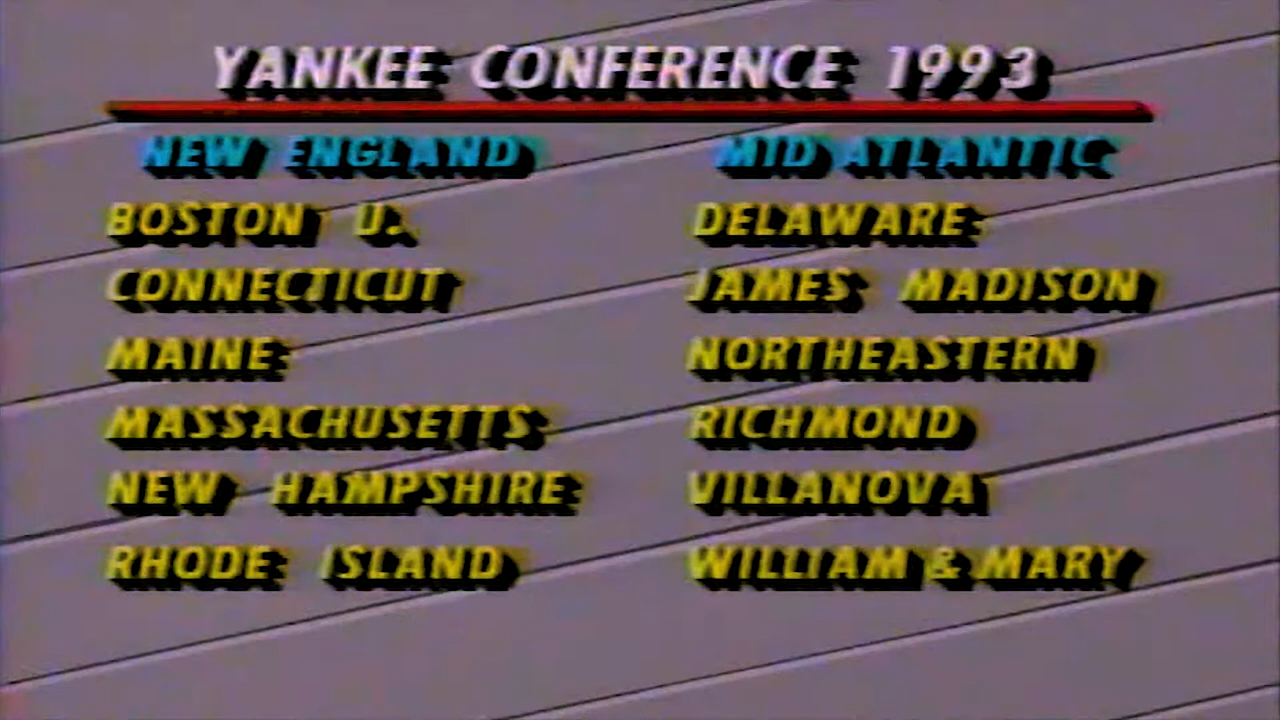 YANKEE CONFERENCE 1993
NEW ENGLAND
BOSTON U.
CONNECTICUT
MAINE
MASSACHUSETTS
NEW HAMPSHIRE
RHODE ISLAND
MID ATLANTIC
DELAWARE
JAMES MADISON
NORTHEASTERN
RICHMOND
VILLANOVA
WILLIAM & MARY